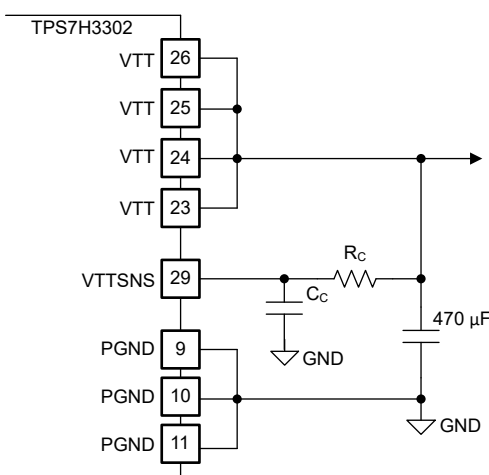 TPS7H3302
VTT 26
VTT 25
VTT 24
VTT 23
VTTSNS 29
R_C
C_C
GND
470 µF
PGND 9
PGND 10
PGND 11
GND